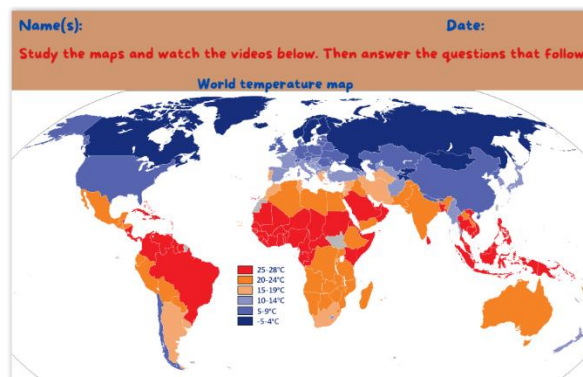 Name(s): Date:
Study the maps and watch the videos below. Then answer the questions that follow
World temperature map
25-28°C
20-24°C
15-19°C
10-14°C
5-9°C
-5-4°C